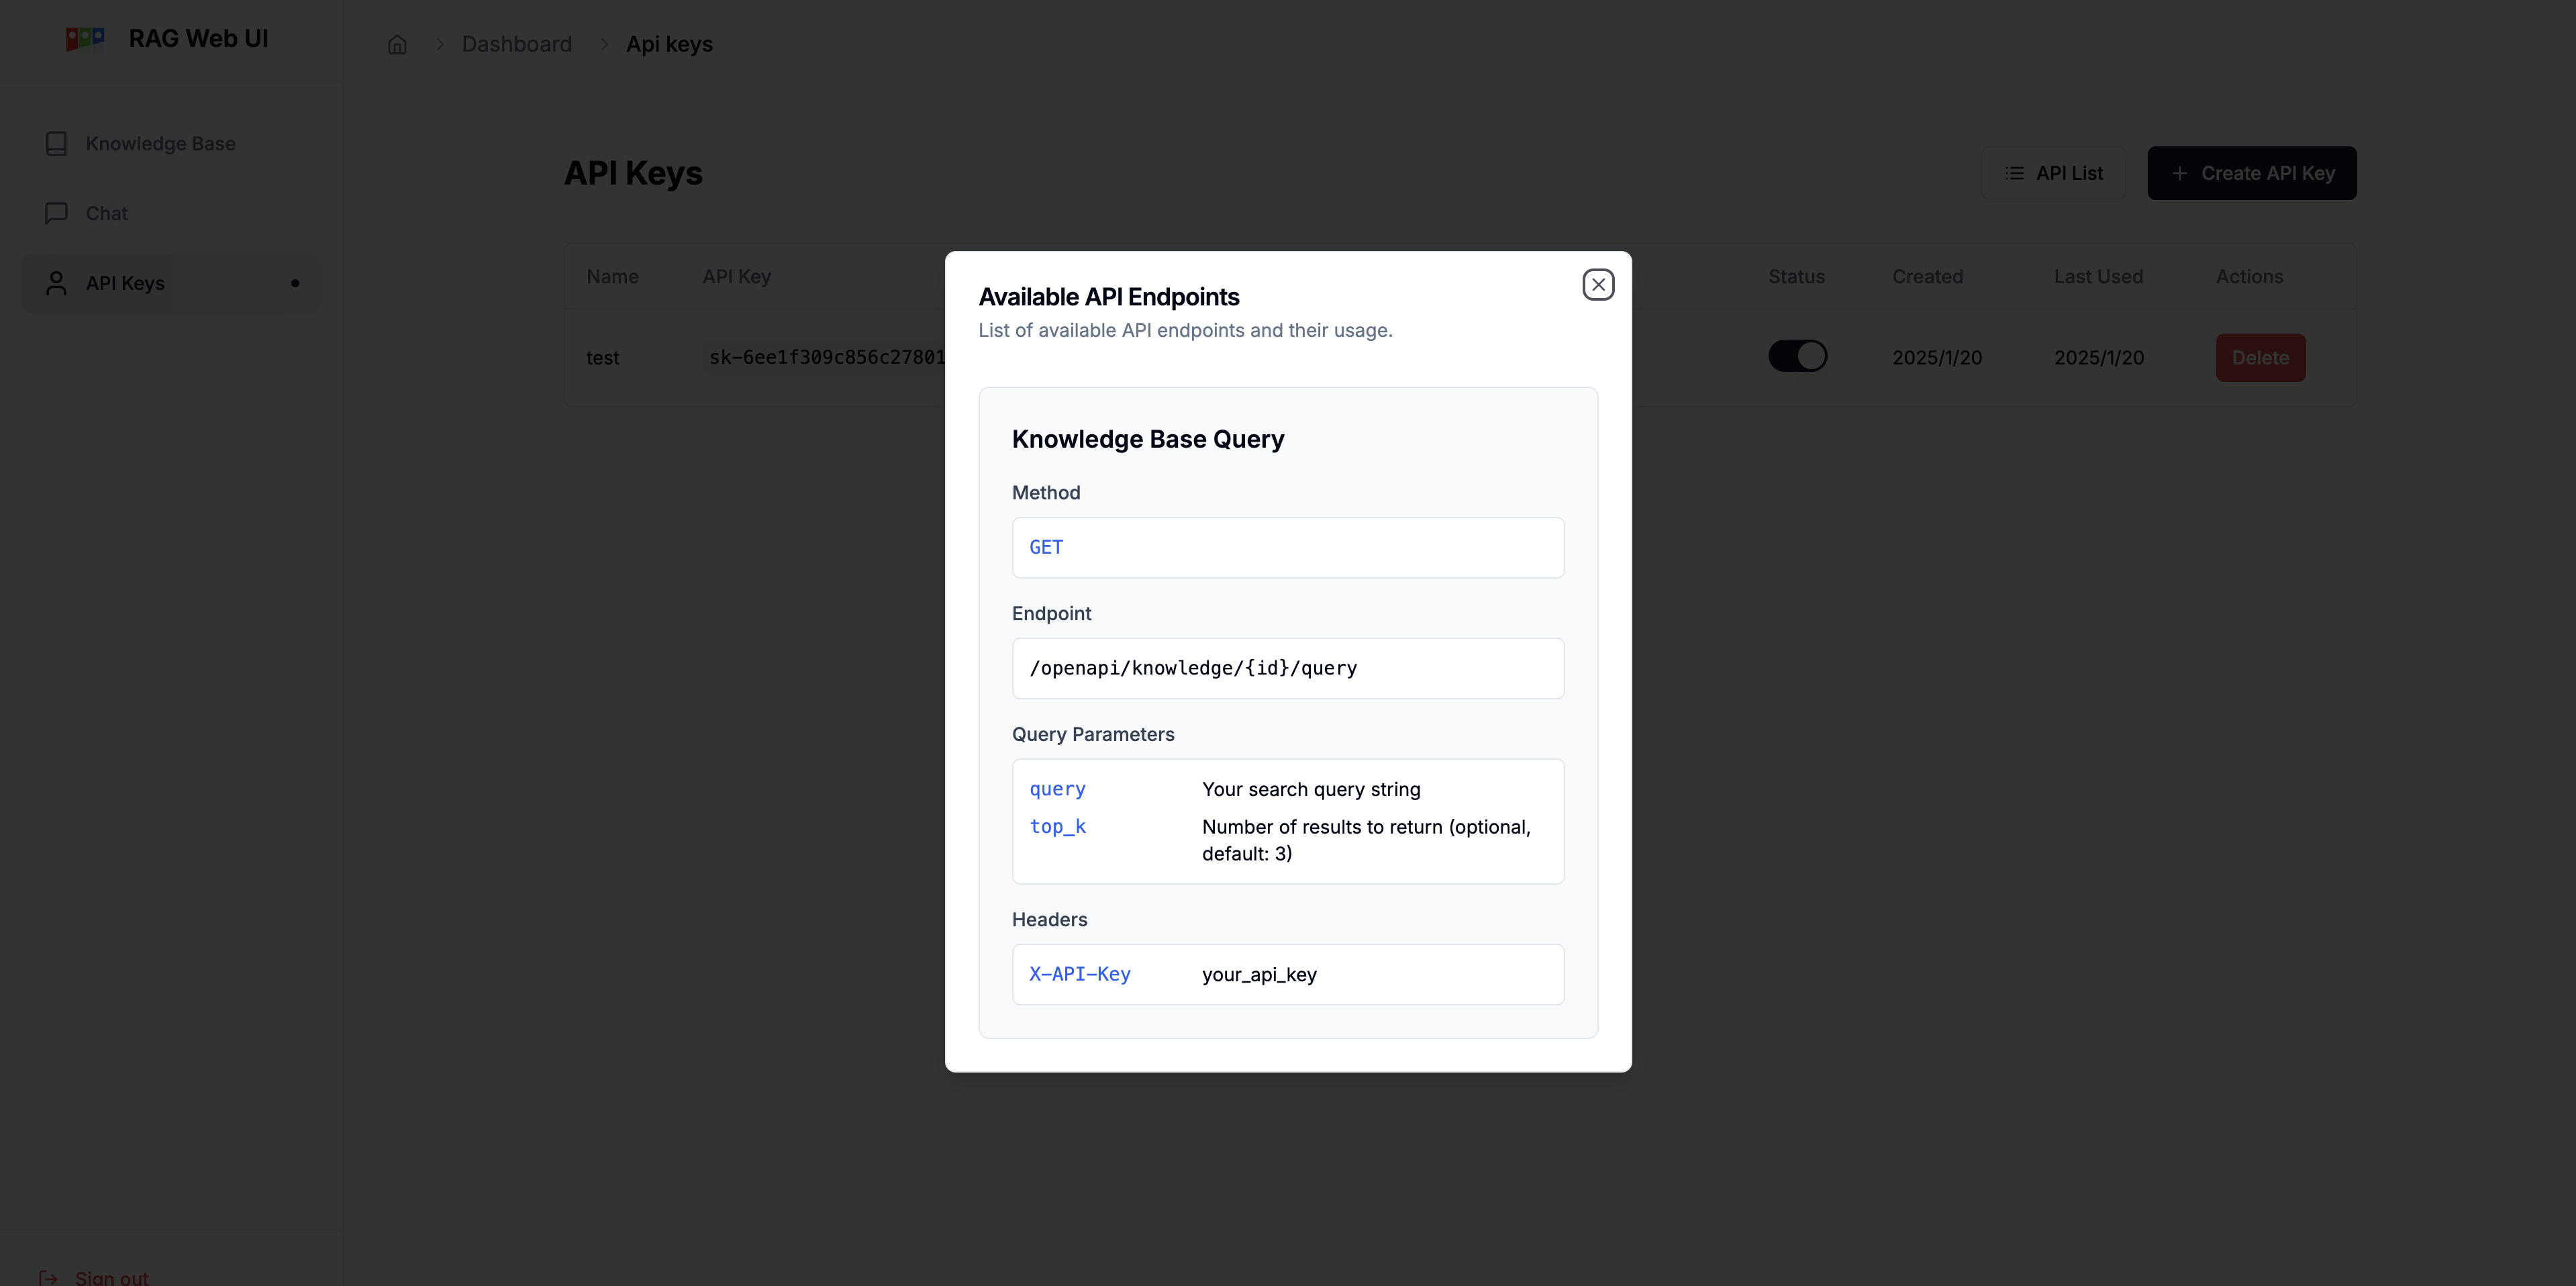 RAG Web UI
Dashboard
Api keys
Knowledge Base
Chat
API Keys
API Keys
API List
Create API Key
Name
API Key
Status
Created
Last Used
Actions
test
sk-6ee1f309c856c27801
2025/1/20
2025/1/20
Delete
Available API Endpoints
List of available API endpoints and their usage.
Knowledge Base Query
Method
GET
Endpoint
/openapi/knowledge/{id}/query
Query Parameters
query Your search query string
top_k Number of results to return (optional,
default: 3)
Headers
X-API-Key your_api_key
Sign out